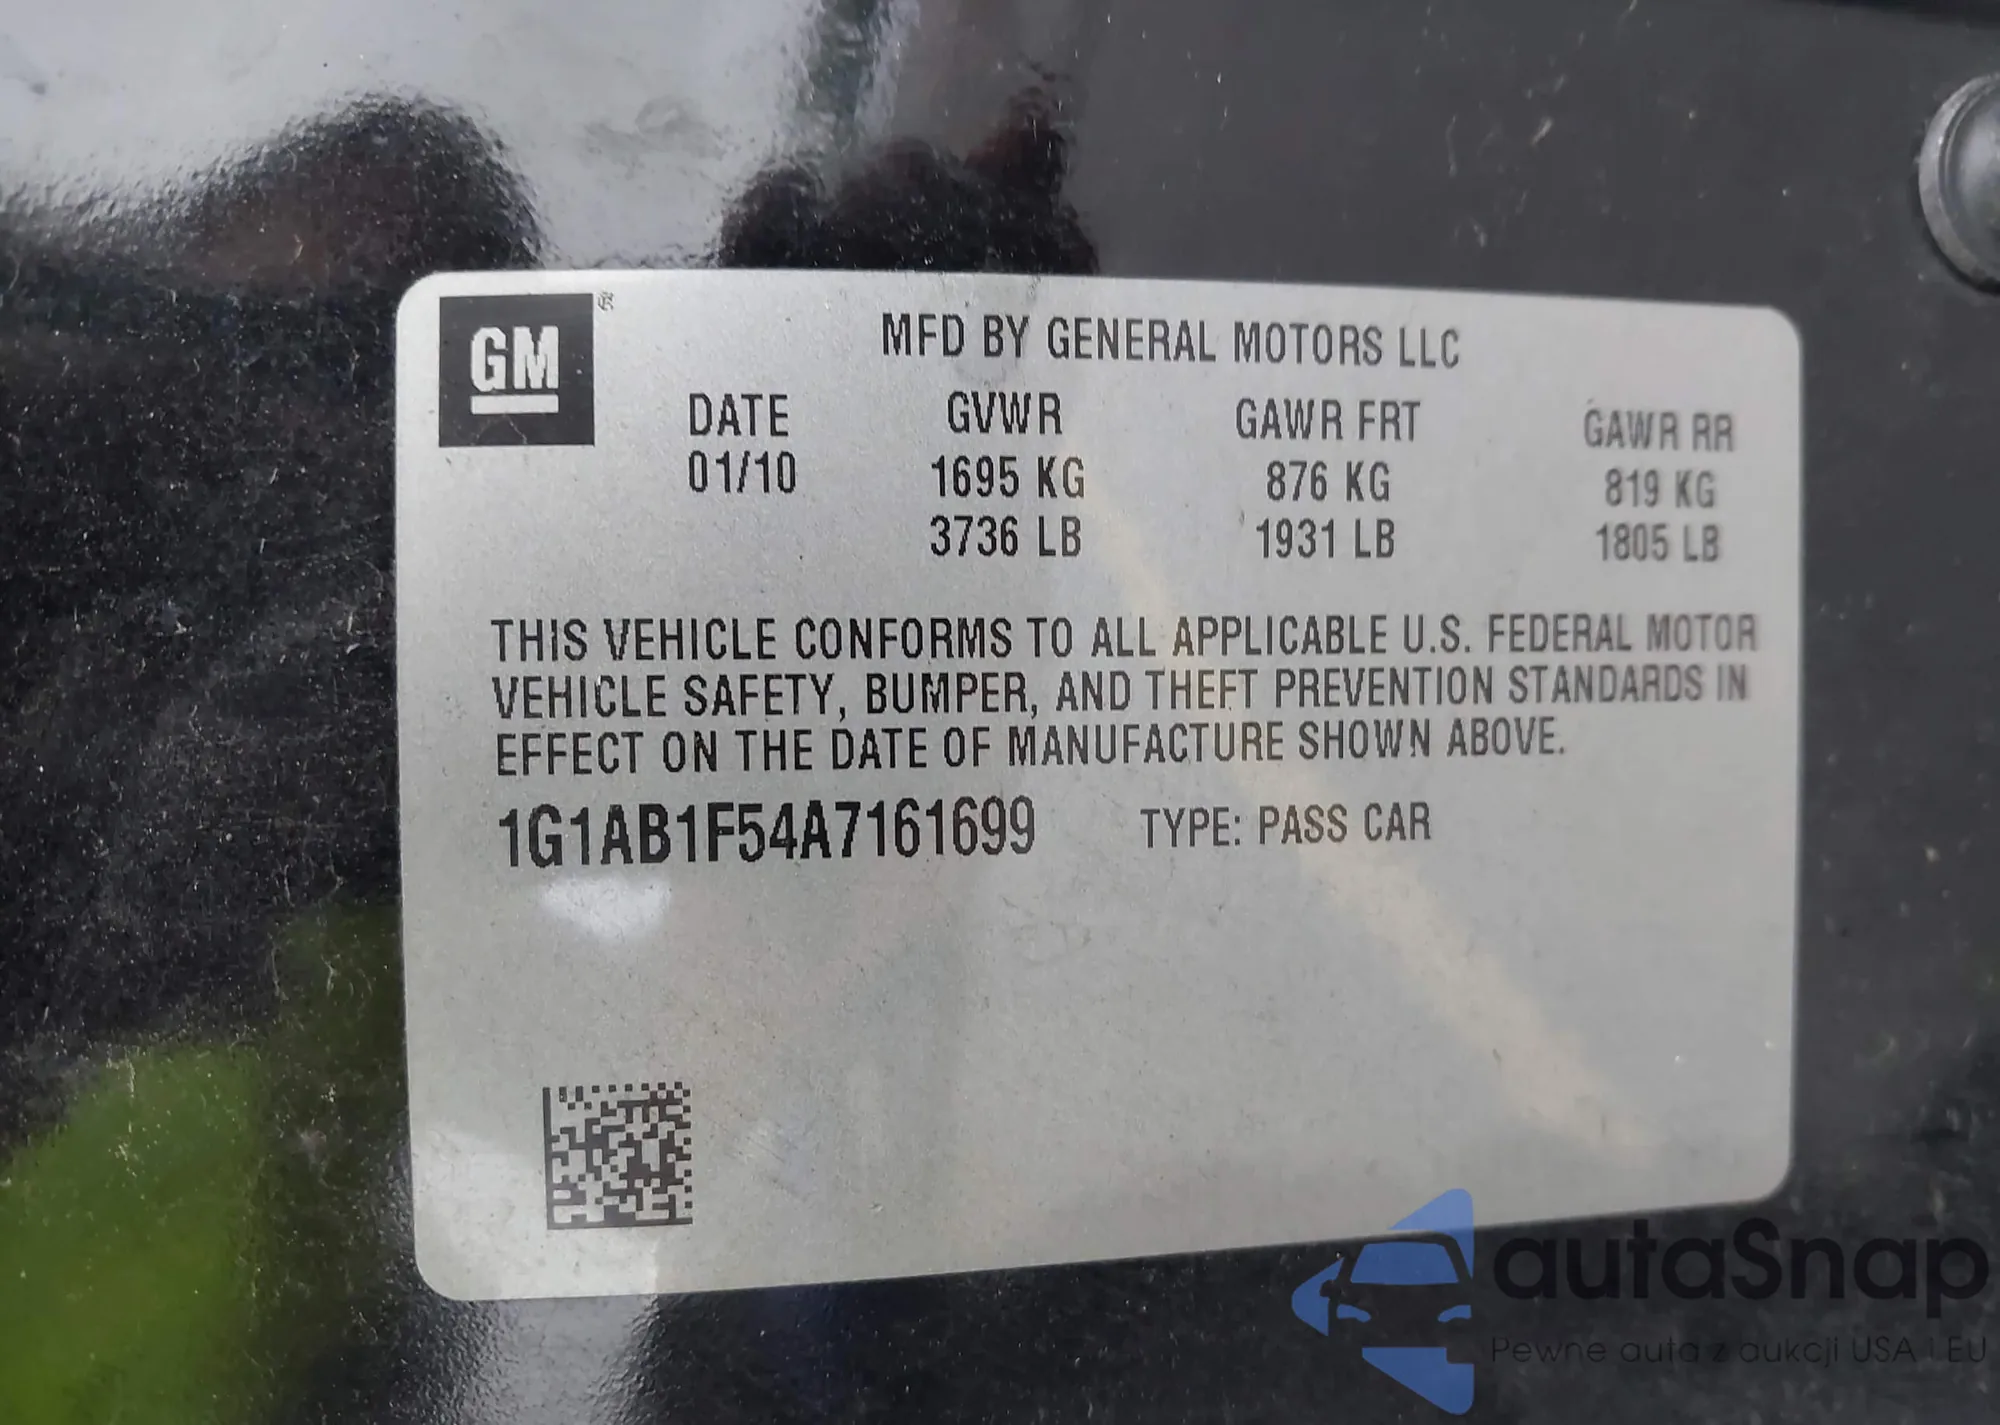 GM ®
MFD BY GENERAL MOTORS LLC
DATE GVWR GAWR FRT GAWR RR
01/10 1695 KG 876 KG 819 KG
3736 LB 1931 LB 1805 LB
THIS VEHICLE CONFORMS TO ALL APPLICABLE U.S. FEDERAL MOTOR
VEHICLE SAFETY, BUMPER, AND THEFT PREVENTION STANDARDS IN
EFFECT ON THE DATE OF MANUFACTURE SHOWN ABOVE.
1G1AB1F54A7161699 TYPE: PASS CAR
autaSnap
Pewne auta z aukcji USA i EU